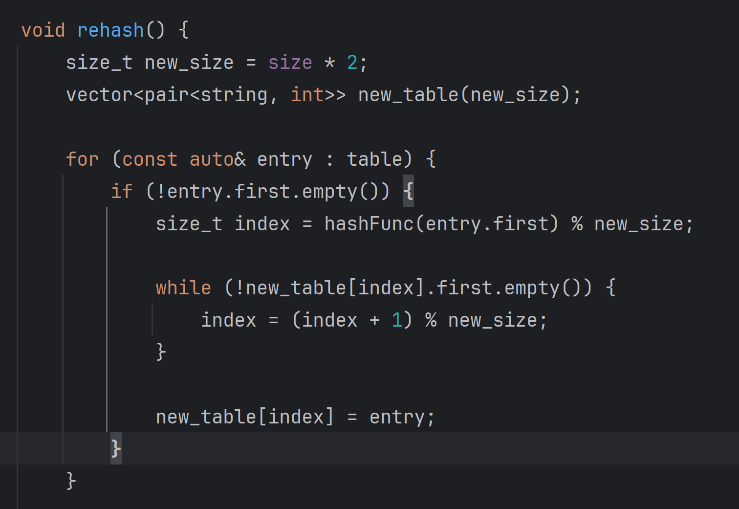 void rehash() {
    size_t new_size = size * 2;
    vector<pair<string, int>> new_table(new_size);

    for (const auto& entry : table) {
        if (!entry.first.empty()) {
            size_t index = hashFunc(entry.first) % new_size;

            while (!new_table[index].first.empty()) {
                index = (index + 1) % new_size;
            }

            new_table[index] = entry;
        }
    }